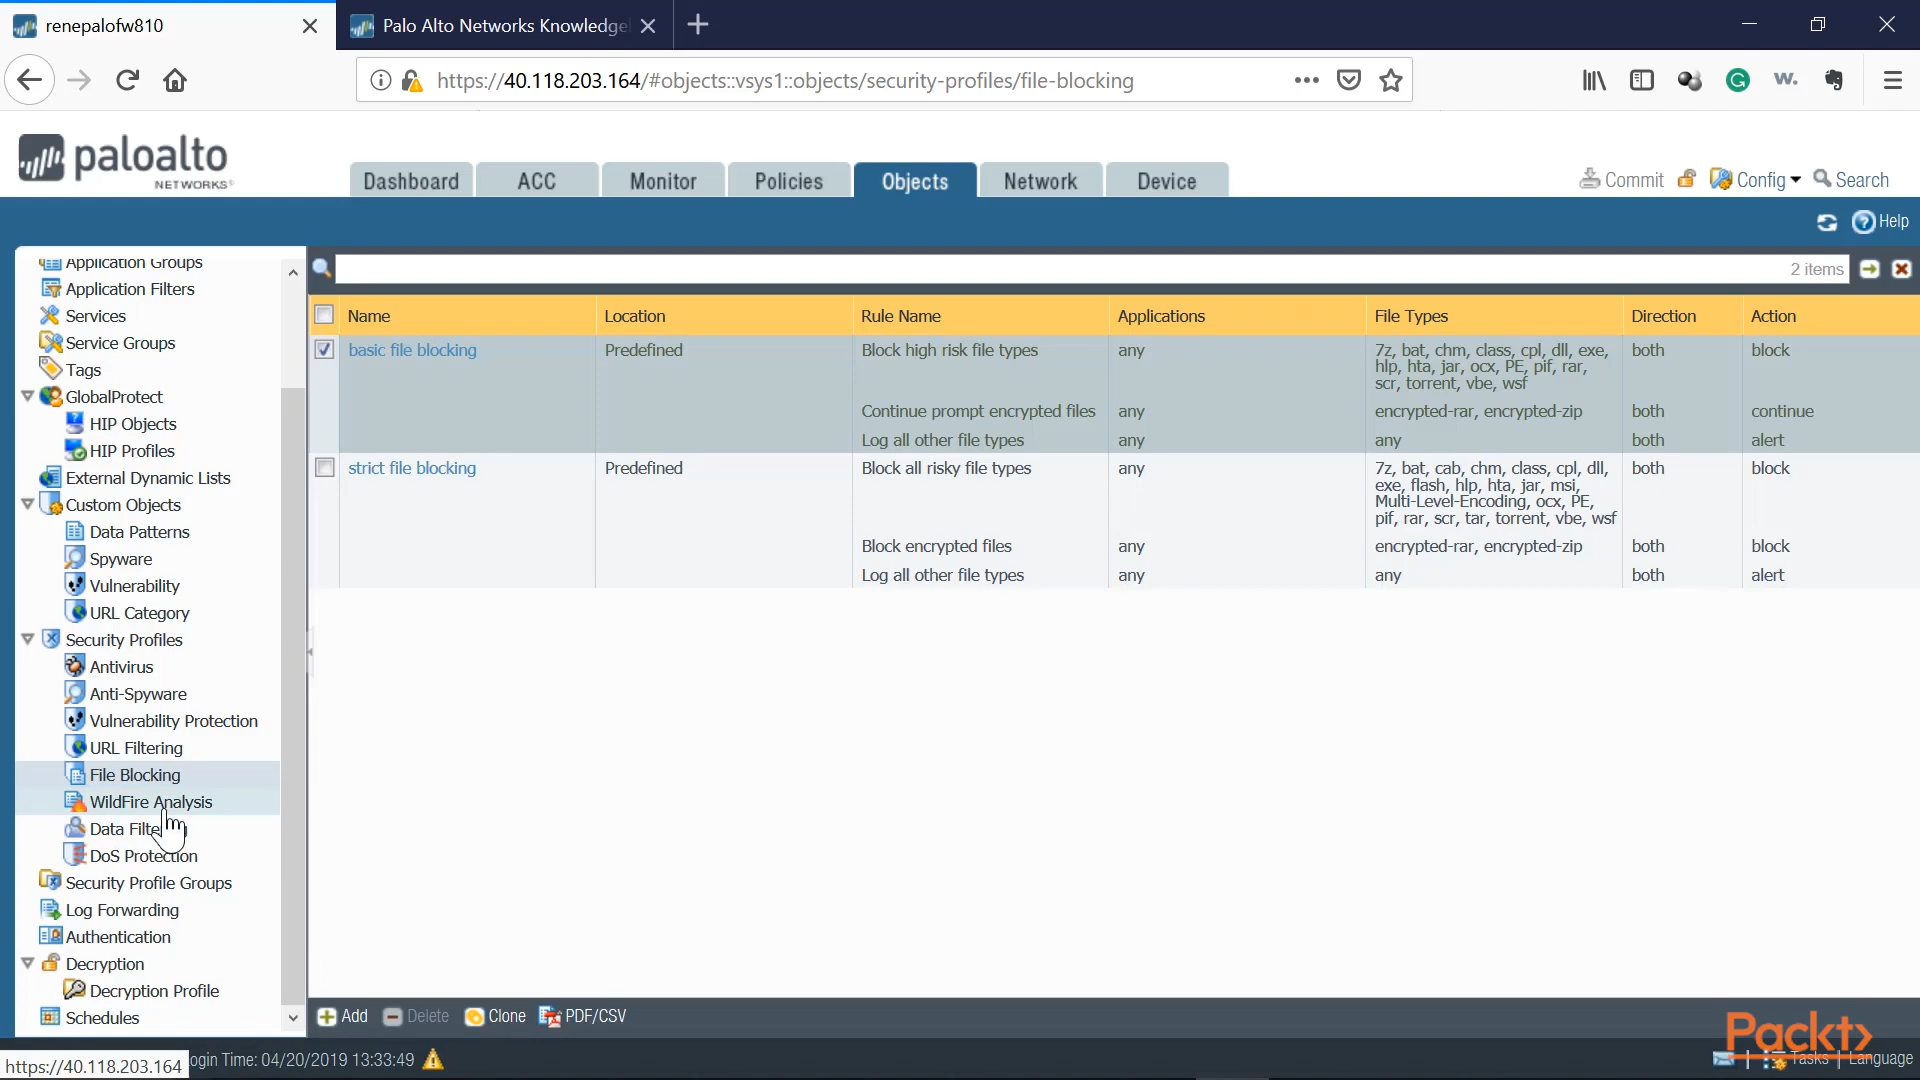 renepalofw810
Palo Alto Networks Knowledge
https://40.118.203.164/#objects::vsys1::objects/security-profiles/file-blocking
paloalto
NETWORKS
Dashboard
ACC
Monitor
Policies
Objects
Network
Device
Commit
Config
Search
Help
Application Groups
Application Filters
Services
Service Groups
Tags
GlobalProtect
HIP Objects
HIP Profiles
External Dynamic Lists
Custom Objects
Data Patterns
Spyware
Vulnerability
URL Category
Security Profiles
Antivirus
Anti-Spyware
Vulnerability Protection
URL Filtering
File Blocking
WildFire Analysis
Data
DoS Protection
Security Profile Groups
Log Forwarding
Authentication
Decryption
Decryption Profile
Schedules
2 items
Name Location Rule Name Applications File Types Direction Action
basic file blocking Predefined Block high risk file types any 7z, bat, chm, class, cpl, dll, exe, both block
hlp, hta, jar, ocx, PE, pif, rar,
scr, torrent, vbe, wsf
Continue prompt encrypted files any encrypted-rar, encrypted-zip both continue
Log all other file types any any both alert
strict file blocking Predefined Block all risky file types any 7z, bat, cab, chm, class, cpl, dll, both block
exe, flash, hlp, hta, jar, msi,
Multi-Level-Encoding, ocx, PE,
pif, rar, scr, tar, torrent, vbe, wsf
Block encrypted files any encrypted-rar, encrypted-zip both block
Log all other file types any any both alert
Add
Delete
Clone
PDF/CSV
Packt>
https://40.118.203.164
ogin Time: 04/20/2019 13:33:49
Tasks
Language